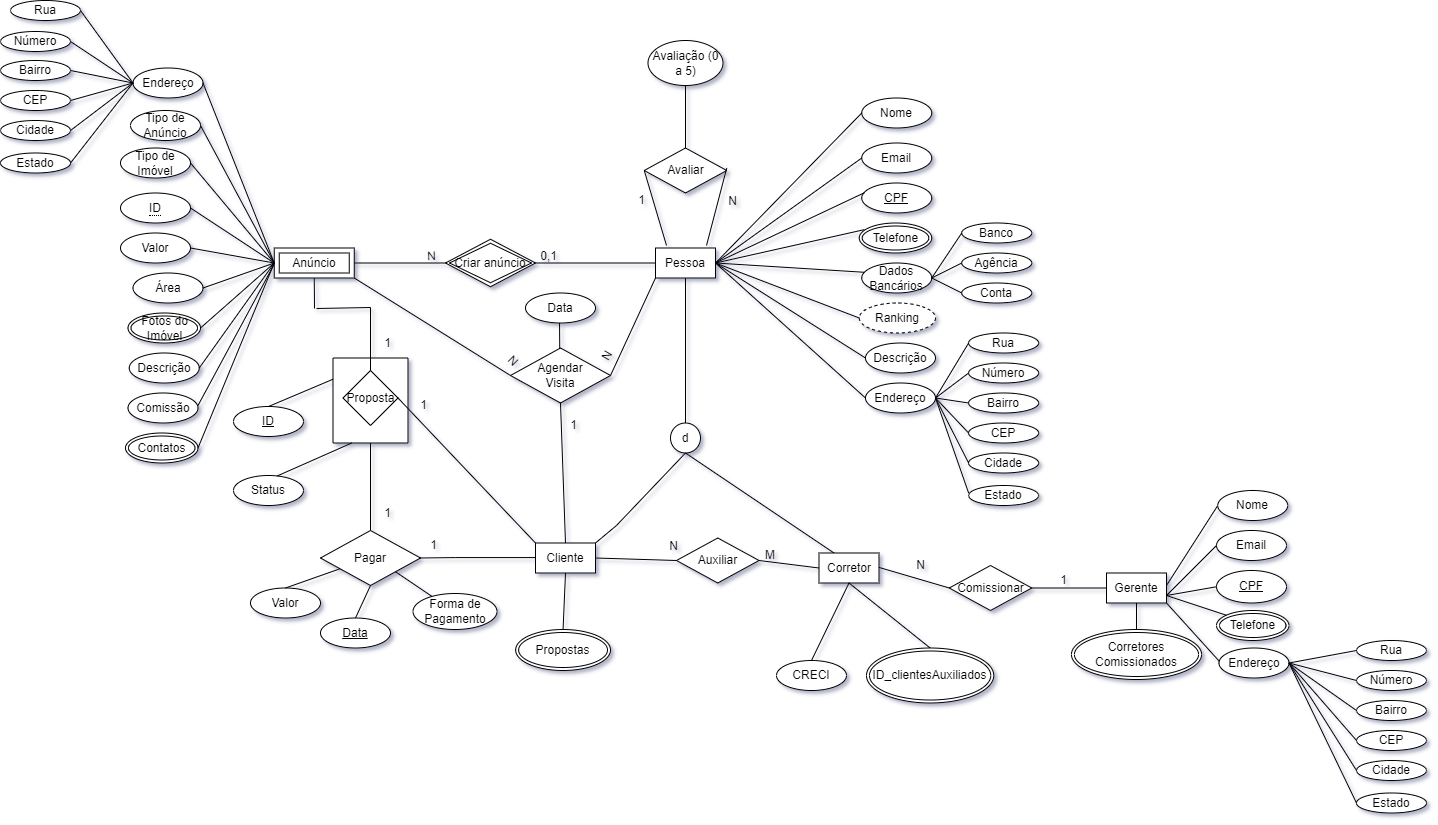 Rua
Número
Bairro
CEP
Cidade
Estado
Endereço
Tipo de
Anúncio
Tipo de
Imóvel
ID
Valor
Área
Fotos do
Imóvel
Descrição
Comissão
Contatos
Anúncio
N
Criar anúncio
0,1
Pessoa
Avaliação (0
a 5)
Avaliar
1
N
Nome
Email
CPF
Telefone
Dados
Bancários
Banco
Agência
Conta
Ranking
Descrição
Endereço
Rua
Número
Bairro
CEP
Cidade
Estado
Data
Agendar
Visita
N
N
1
1
Proposta
1
ID
Status
1
Pagar
1
Valor
Data
Forma de
Pagamento
d
Cliente
Propostas
N
Auxiliar
M
Corretor
CRECI
ID_clientesAuxiliados
N
Comissionar
1
Gerente
Corretores
Comissionados
Nome
Email
CPF
Telefone
Endereço
Rua
Número
Bairro
CEP
Cidade
Estado